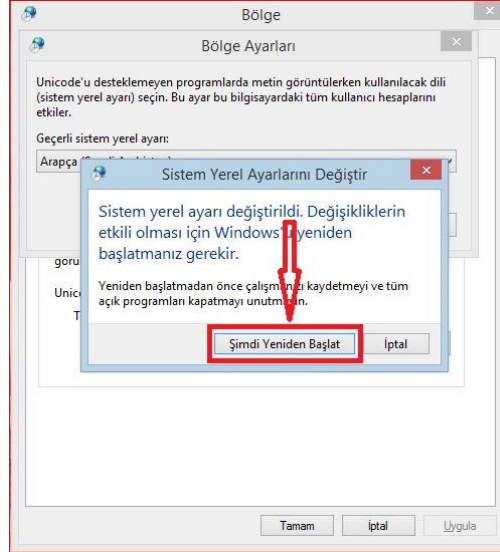 Bölge
Bölge Ayarları
Unicode'u desteklemeyen programlarda metin görüntülerken kullanılacak dili
(sistem yerel ayarı) seçin. Bu ayar bu bilgisayardaki tüm kullanıcı hesaplarını
etkiler.
Geçerli sistem yerel ayarı:
Arapça
Sistem Yerel Ayarlarını Değiştir
Sistem yerel ayarı değiştirildi. Değişikliklerin
etkili olması için Windows'u yeniden
başlatmanız gerekir.
Yeniden başlatmadan önce çalışmanızı kaydetmeyi ve tüm
açık programları kapatmayı unutmayın.
Şimdi Yeniden Başlat
İptal
Tamam
İptal
Uygula